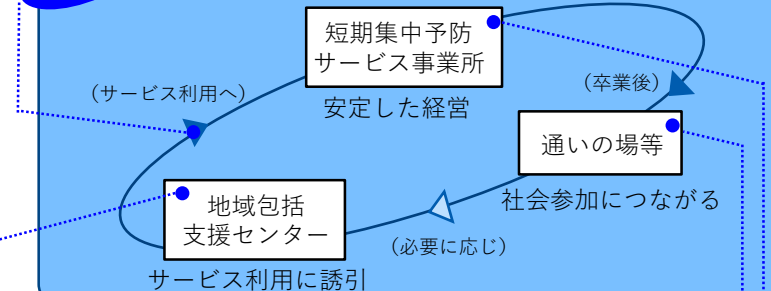 短期集中予防
サービス事業所
(サービス利用へ)
安定した経営
(卒業後)
通いの場等
社会参加につながる
地域包括
支援センター
(必要に応じ)
サービス利用に誘引